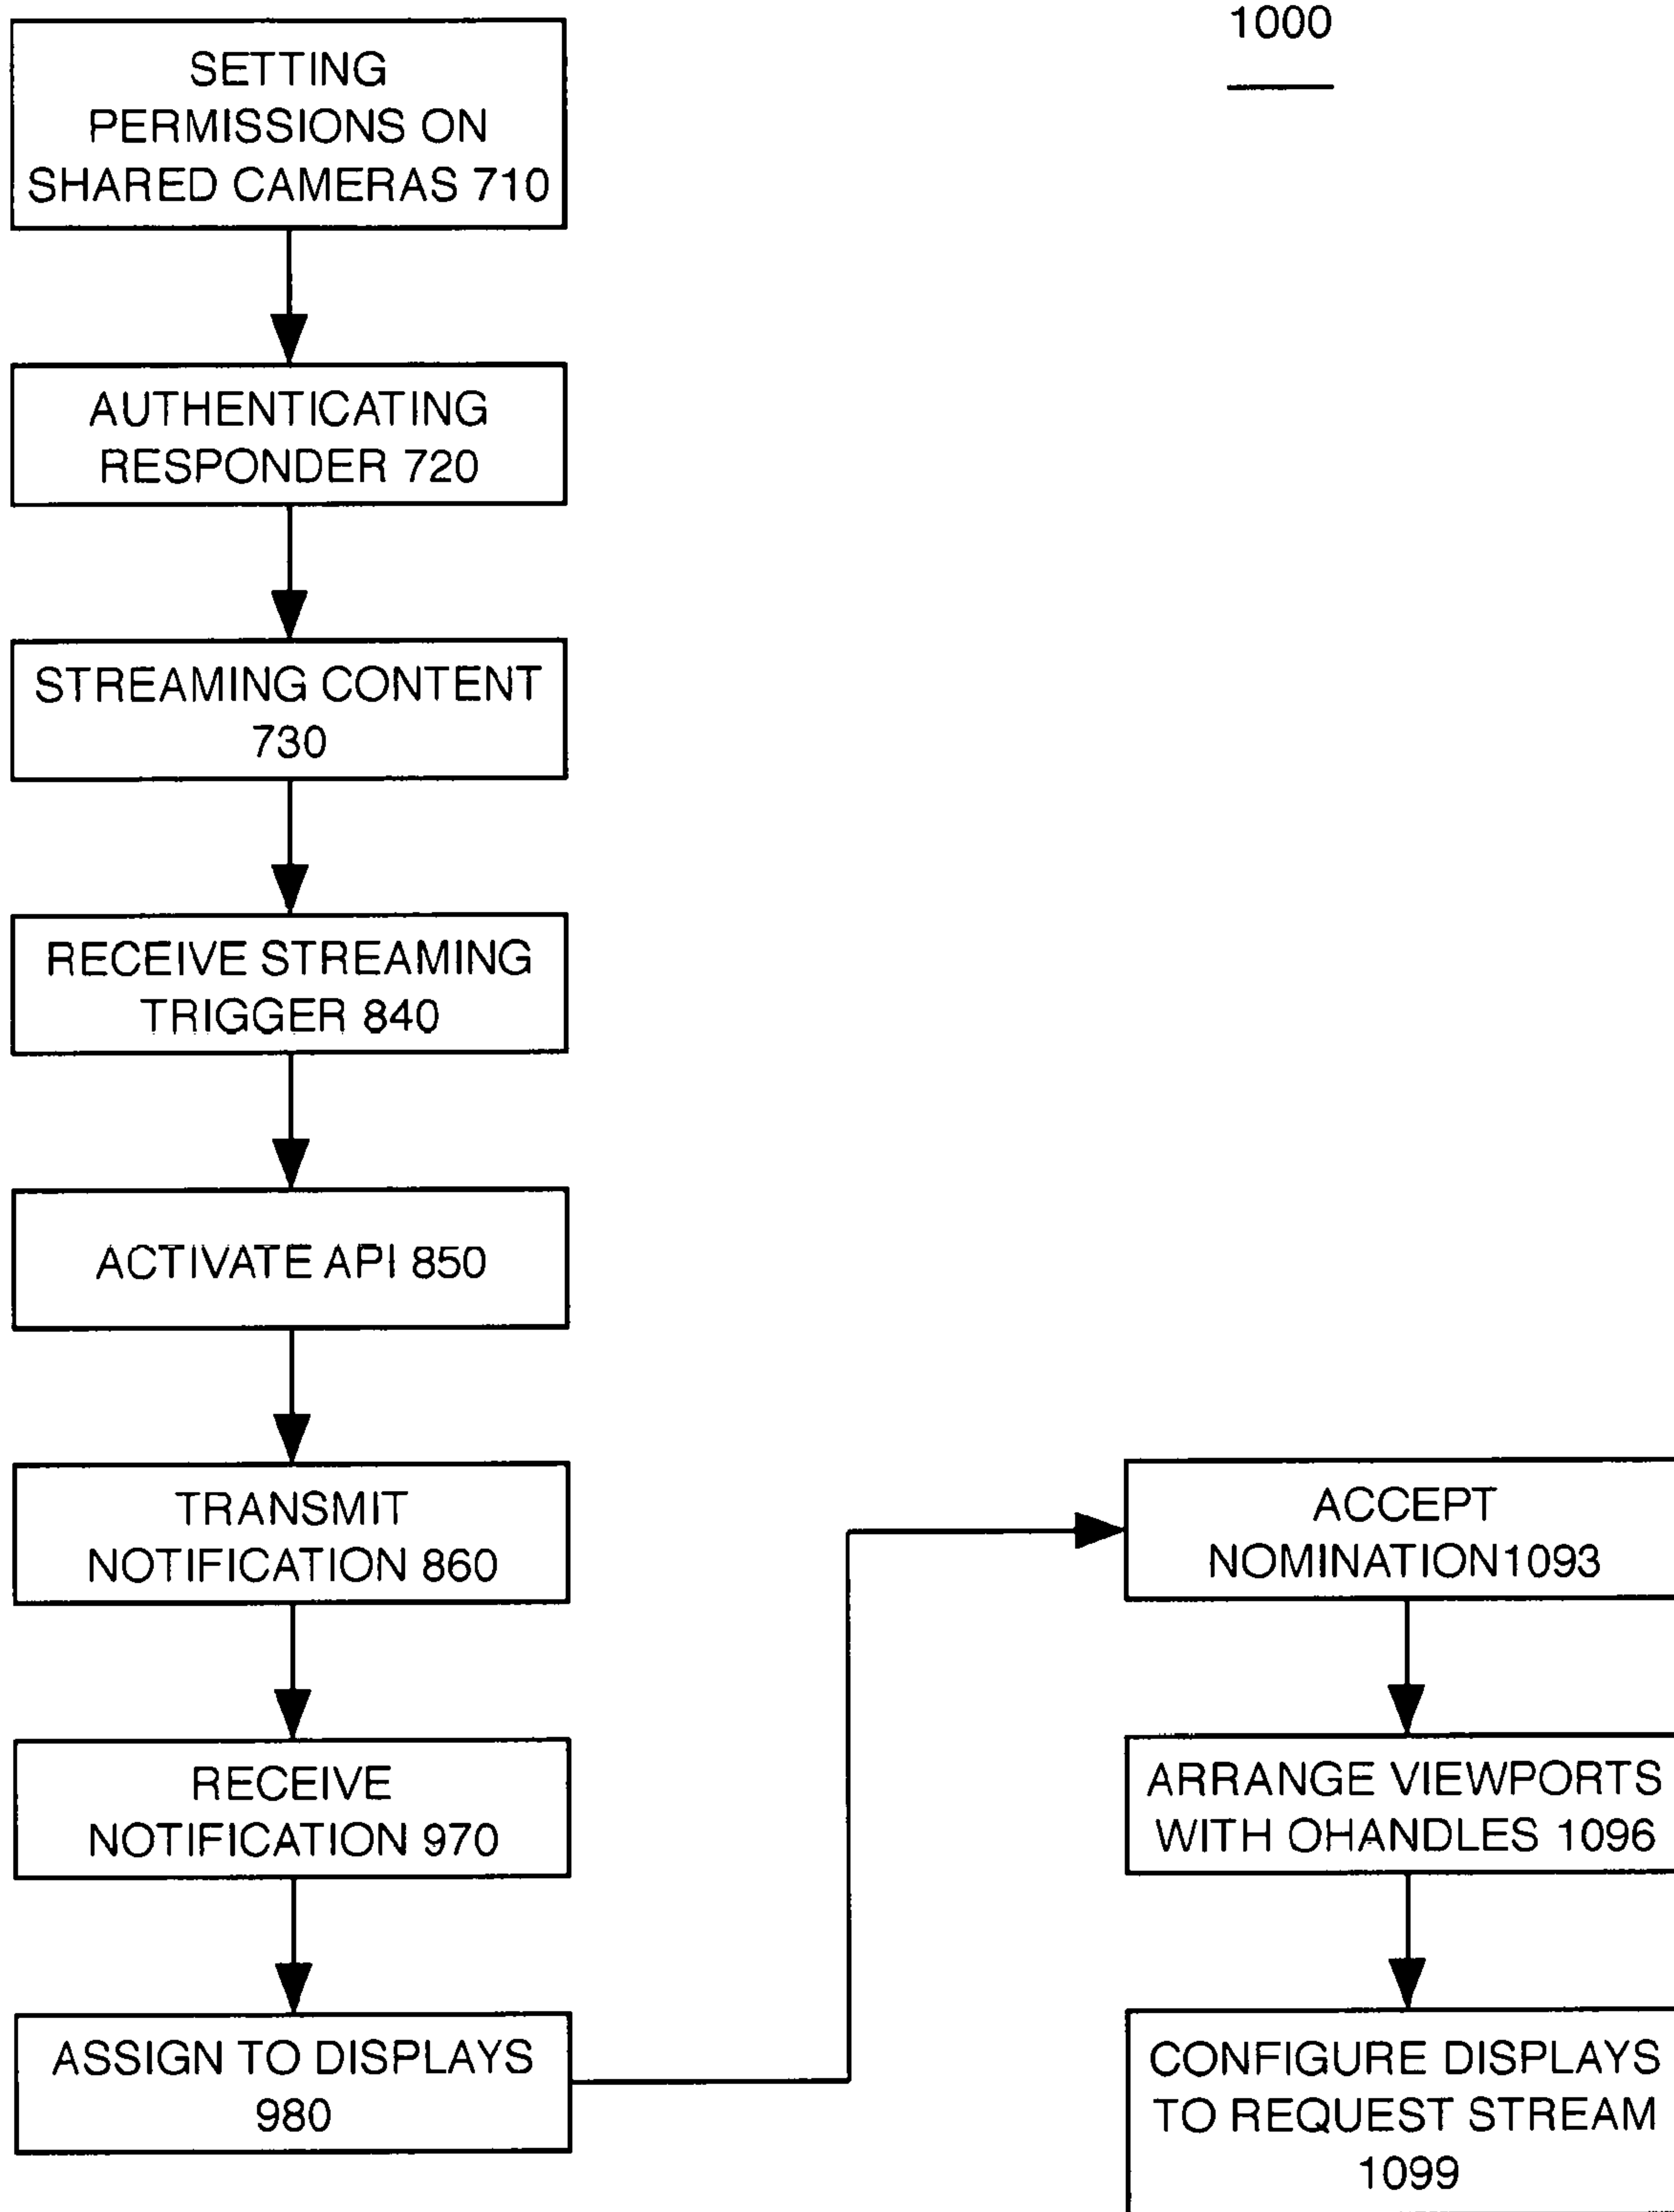 1000
SETTING
PERMISSIONS ON
SHARED CAMERAS 710
AUTHENTICATING
RESPONDER 720
STREAMING CONTENT
730
RECEIVE STREAMING
TRIGGER 840
ACTIVATE API 850
TRANSMIT
NOTIFICATION 860
RECEIVE
NOTIFICATION 970
ASSIGN TO DISPLAYS
980
ACCEPT
NOMINATION1093
ARRANGE VIEWPORTS
WITH OHANDLES 1096
CONFIGURE DISPLAYS
TO REQUEST STREAM
1099